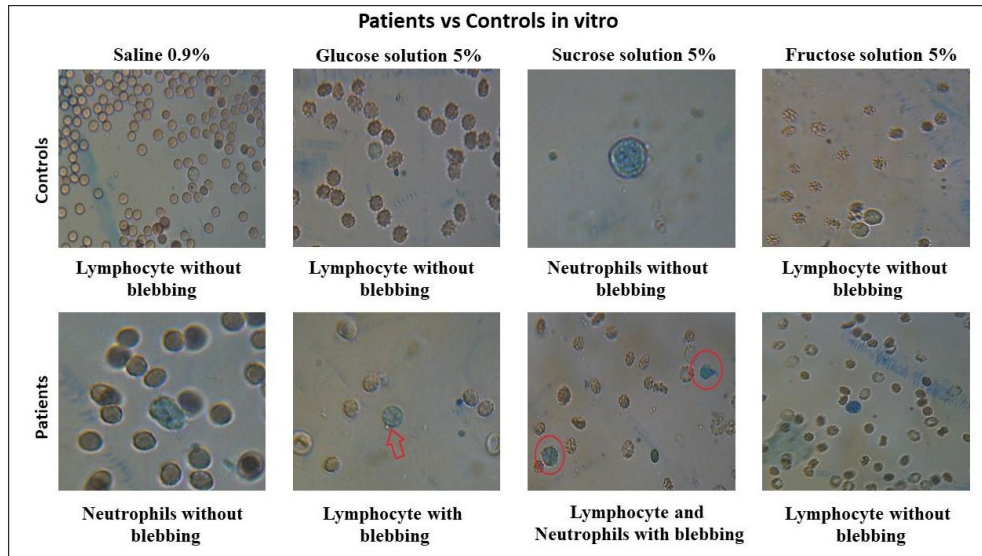 Patients vs Controls in vitro
Saline 0.9%
Glucose solution 5%
Sucrose solution 5%
Fructose solution 5%
Controls
Lymphocyte without
blebbing
Lymphocyte without
blebbing
Neutrophils without
blebbing
Lymphocyte without
blebbing
Patients
Neutrophils without
blebbing
Lymphocyte with
blebbing
Lymphocyte and
Neutrophils with blebbing
Lymphocyte without
blebbing